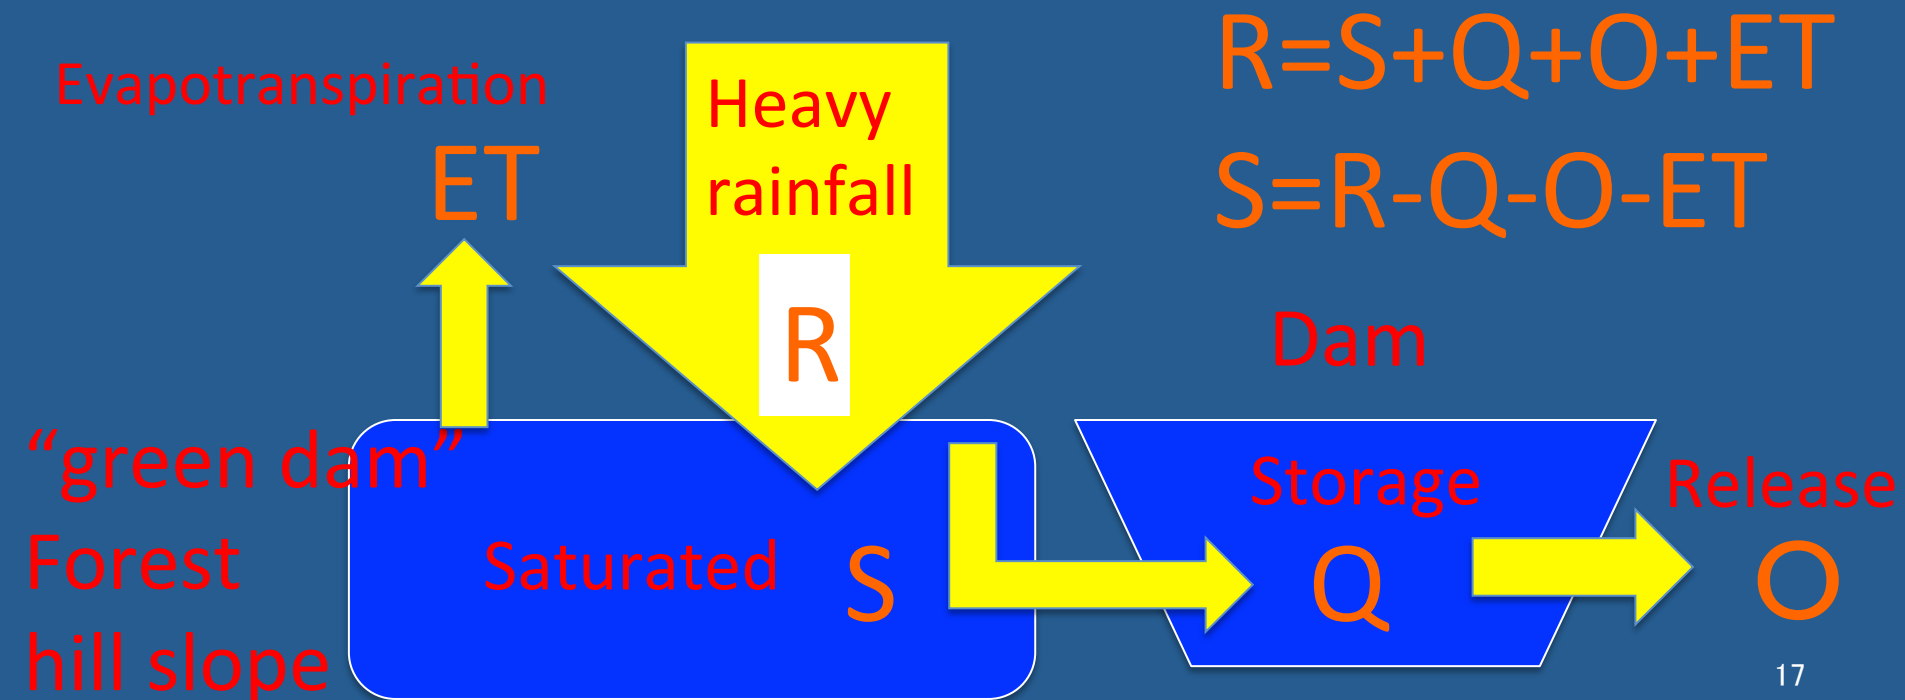 R=S+Q+O+ET
Evapotranspiration
Heavy
rainfall
ET
S=R-Q-O-ET
R
Dam
“green dam”
Forest
hill slope
Saturated
S
Storage
Q
Release
O
17